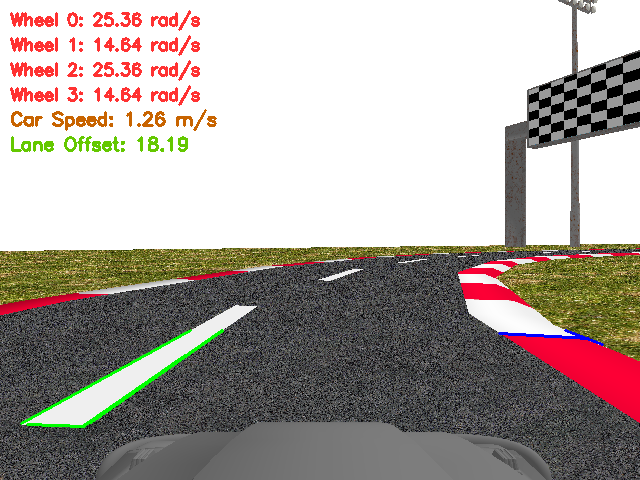 Wheel 0: 25.36 rad/s
Wheel 1: 14.64 rad/s
Wheel 2: 25.36 rad/s
Wheel 3: 14.64 rad/s
Car Speed: 1.26 m/s
Lane Offset: 18.19